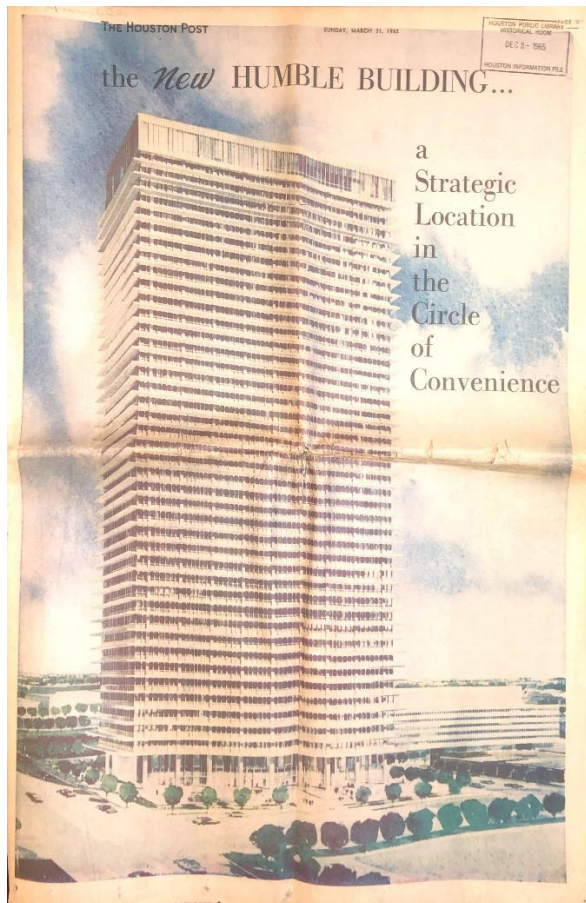 THE HOUSTON POST
SUNDAY, MARCH 31, 1963
HOUSTON PUBLIC LIBRARY
HISTORICAL ROOM
DEC 8 - 1965
HOUSTON INFORMATION FILE
the New HUMBLE BUILDING...
a
Strategic
Location
in
the
Circle
of
Convenience